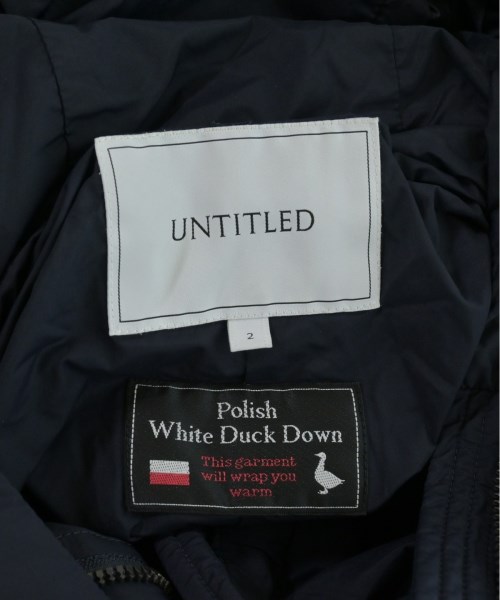 UNTITLED
2
Polish
White Duck Down
This garment
will wrap you
warm